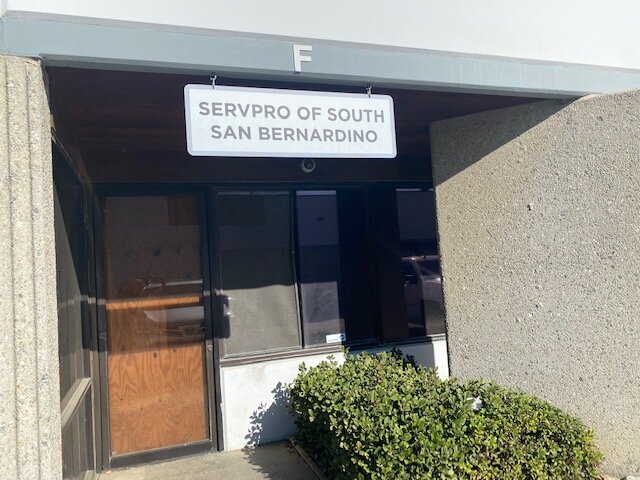 F
SERVPRO OF SOUTH
SAN BERNARDINO